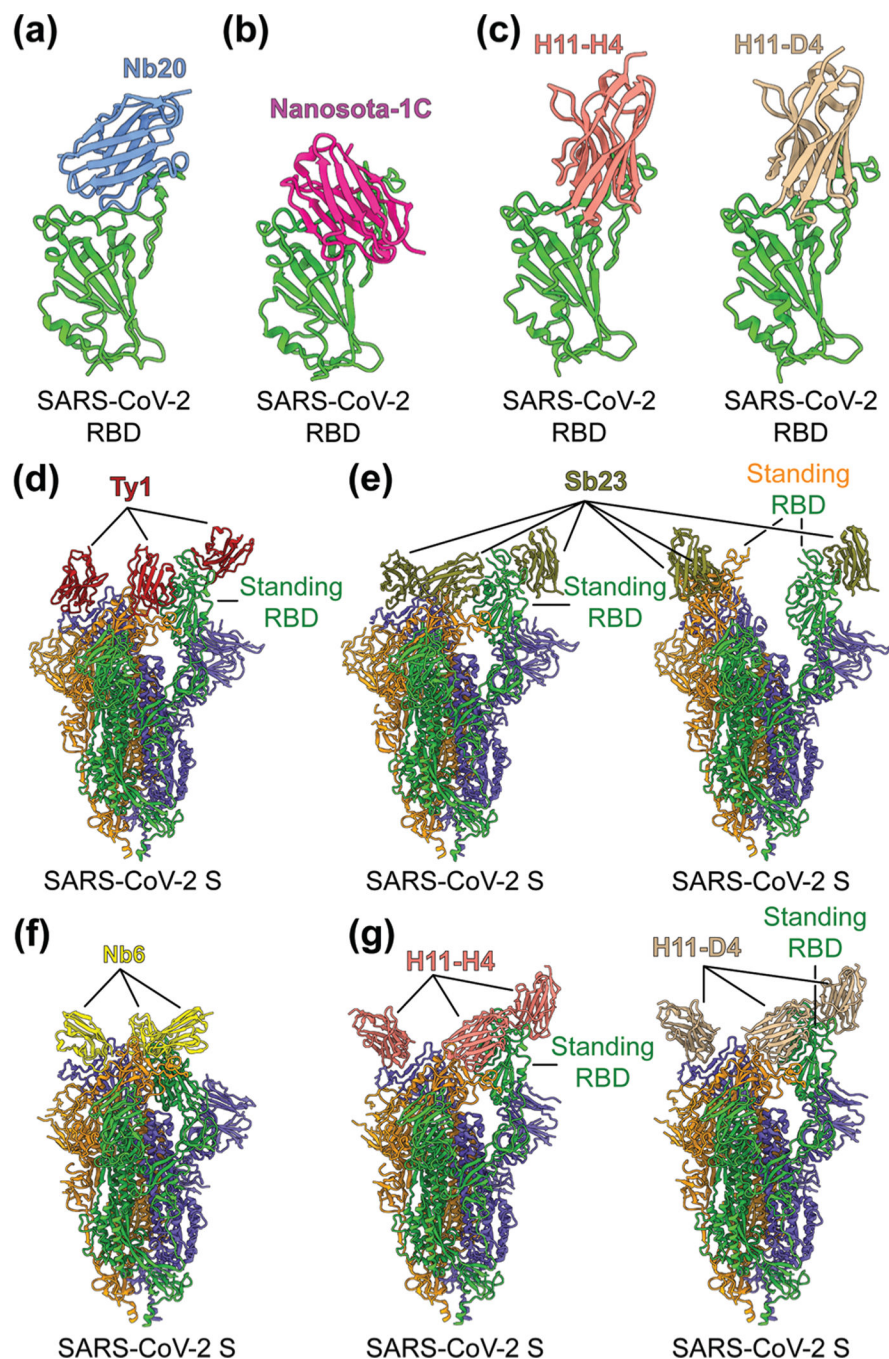 (a)
Nb20
SARS-CoV-2
RBD
(b)
Nanosota-1C
SARS-CoV-2
RBD
(c)
H11-H4
SARS-CoV-2
RBD
H11-D4
SARS-CoV-2
RBD
(d)
Ty1
Standing
RBD
SARS-CoV-2 S
(e)
Sb23
Standing
RBD
SARS-CoV-2 S
Standing
RBD
SARS-CoV-2 S
(f)
Nb6
SARS-CoV-2 S
(g)
H11-H4
Standing
RBD
SARS-CoV-2 S
H11-D4
Standing
RBD
SARS-CoV-2 S